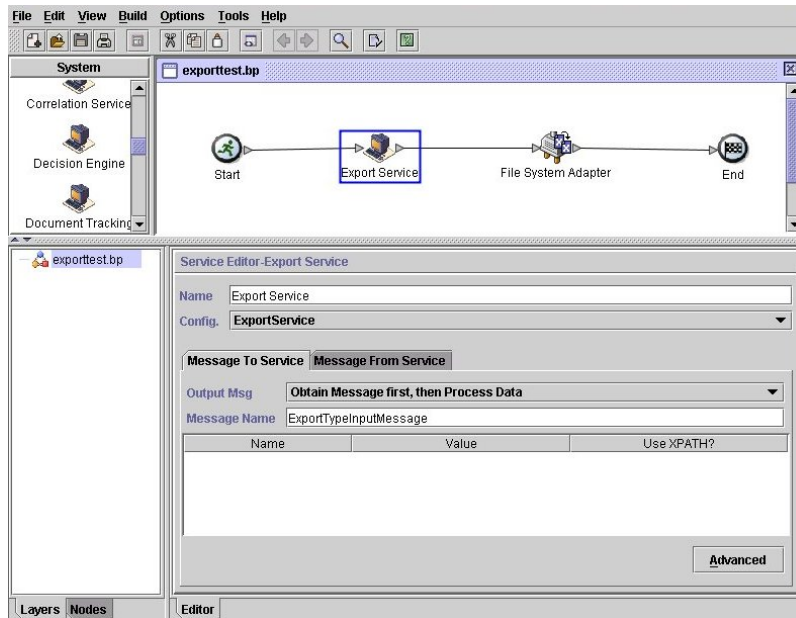 File Edit View Build Options Tools Help
System
exporttest.bp
Correlation Service
Decision Engine
Document Tracking
Start
Export Service
File System Adapter
End
exporttest.bp
Service Editor-Export Service
Name Export Service
Config. ExportService
Message To Service Message From Service
Output Msg Obtain Message first, then Process Data
Message Name ExportTypeInputMessage
Name Value Use XPATH?
Advanced
Layers Nodes
Editor